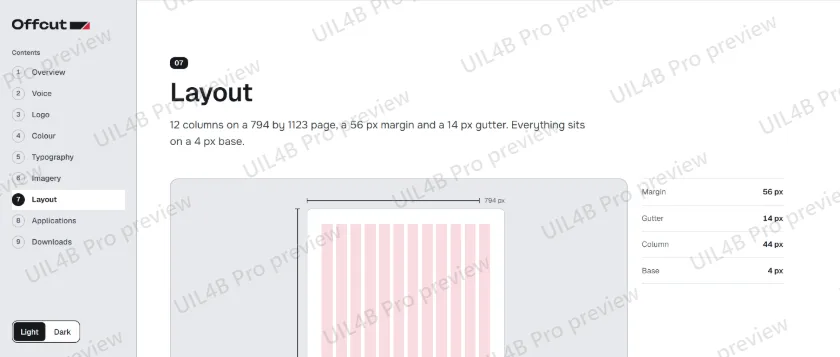 Offcut
Contents
1 Overview
2 Voice
3 Logo
4 Colour
5 Typography
6 Imagery
7 Layout
8 Applications
9 Downloads
Light Dark
07
Layout
12 columns on a 794 by 1123 page, a 56 px margin and a 14 px gutter. Everything sits
on a 4 px base.
794 px
Margin 56 px
Gutter 14 px
Column 44 px
Base 4 px
UIL4B Pro preview